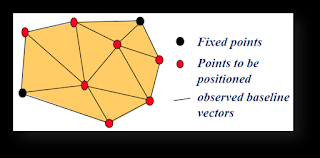 Fixed points
Points to be
positioned
observed baseline
vectors